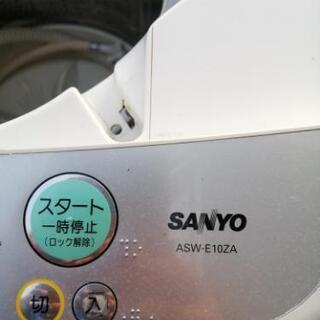 スタート
一時停止
(ロック解除)
SANYO
ASW-E10ZA
切
入